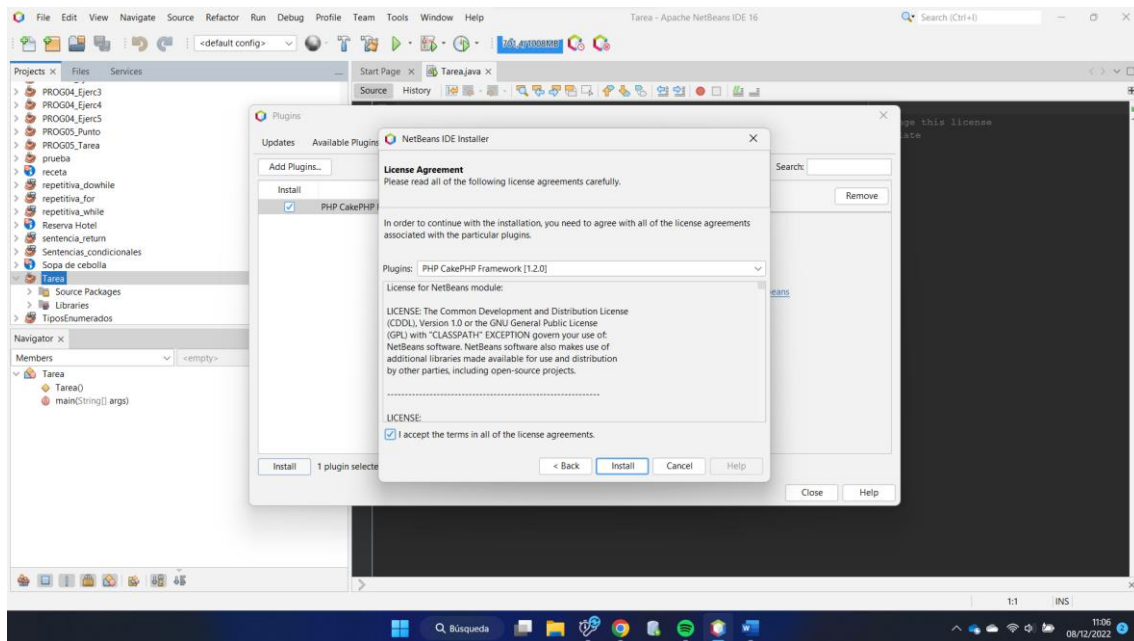 File Edit View Navigate Source Refactor Run Debug Profile Team Tools Window Help
Tarea - Apache NetBeans IDE 16
Search (Ctrl+I)
<default config>
Projects Files Services
Start Page Tarea.java
Source History
PROG04_Ejerc3
PROG04_Ejerc4
PROG04_Ejerc5
PROG05_Punto
PROG05_Tarea
prueba
receta
repetitiva_dowhile
repetitiva_for
repetitiva_while
Reserva Hotel
sentencia_return
Sentencias_condicionales
Sopa de cebolla
Tarea
Source Packages
Libraries
TiposEnumerados
Navigator
Members <empty>
Tarea
Tarea()
main(String[] args)
this license
Plugins
Updates Available Plugins
Add Plugins...
Search:
Install
PHP CakePHP
Remove
Install 1 plugin selecte
Close Help
NetBeans IDE Installer
License Agreement
Please read all of the following license agreements carefully.
In order to continue with the installation, you need to agree with all of the license agreements
associated with the particular plugins.
Plugins: PHP CakePHP Framework [1.2.0]
License for NetBeans module:
LICENSE: The Common Development and Distribution License
(CDDL), Version 1.0 or the GNU General Public License
(GPL) with "CLASSPATH" EXCEPTION govern your use of:
NetBeans software. NetBeans software also makes use of
additional libraries made available for use and distribution
by other parties, including open-source projects.
------------------------------------------------------------
LICENSE:
I accept the terms in all of the license agreements.
< Back Install Cancel Help
1:1 INS
Búsqueda
11:06
08/12/2022
2